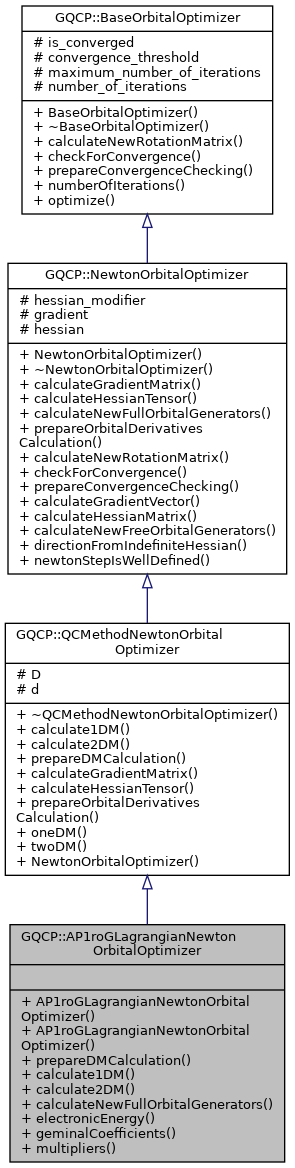 GQCP::BaseOrbitalOptimizer
# is_converged
# convergence_threshold
# maximum_number_of_iterations
# number_of_iterations
+ BaseOrbitalOptimizer()
+ ~BaseOrbitalOptimizer()
+ calculateNewRotationMatrix()
+ checkForConvergence()
+ prepareConvergenceChecking()
+ numberOfIterations()
+ optimize()
GQCP::NewtonOrbitalOptimizer
# hessian_modifier
# gradient
# hessian
+ NewtonOrbitalOptimizer()
+ ~NewtonOrbitalOptimizer()
+ calculateGradientMatrix()
+ calculateHessianTensor()
+ calculateNewFullOrbitalGenerators()
+ prepareOrbitalDerivatives
Calculation()
+ calculateNewRotationMatrix()
+ checkForConvergence()
+ prepareConvergenceChecking()
+ calculateGradientVector()
+ calculateHessianMatrix()
+ calculateNewFreeOrbitalGenerators()
+ directionFromIndefiniteHessian()
+ newtonStepIsWellDefined()
GQCP::QCMethodNewtonOrbital
Optimizer
# D
# d
+ ~QCMethodNewtonOrbitalOptimizer()
+ calculate1DM()
+ calculate2DM()
+ prepareDMCalculation()
+ calculateGradientMatrix()
+ calculateHessianTensor()
+ prepareOrbitalDerivatives
Calculation()
+ oneDM()
+ twoDM()
+ NewtonOrbitalOptimizer()
GQCP::AP1roGLagrangianNewton
OrbitalOptimizer
+ AP1roGLagrangianNewtonOrbital
Optimizer()
+ AP1roGLagrangianNewtonOrbital
Optimizer()
+ prepareDMCalculation()
+ calculate1DM()
+ calculate2DM()
+ calculateNewFullOrbitalGenerators()
+ electronicEnergy()
+ geminalCoefficients()
+ multipliers()